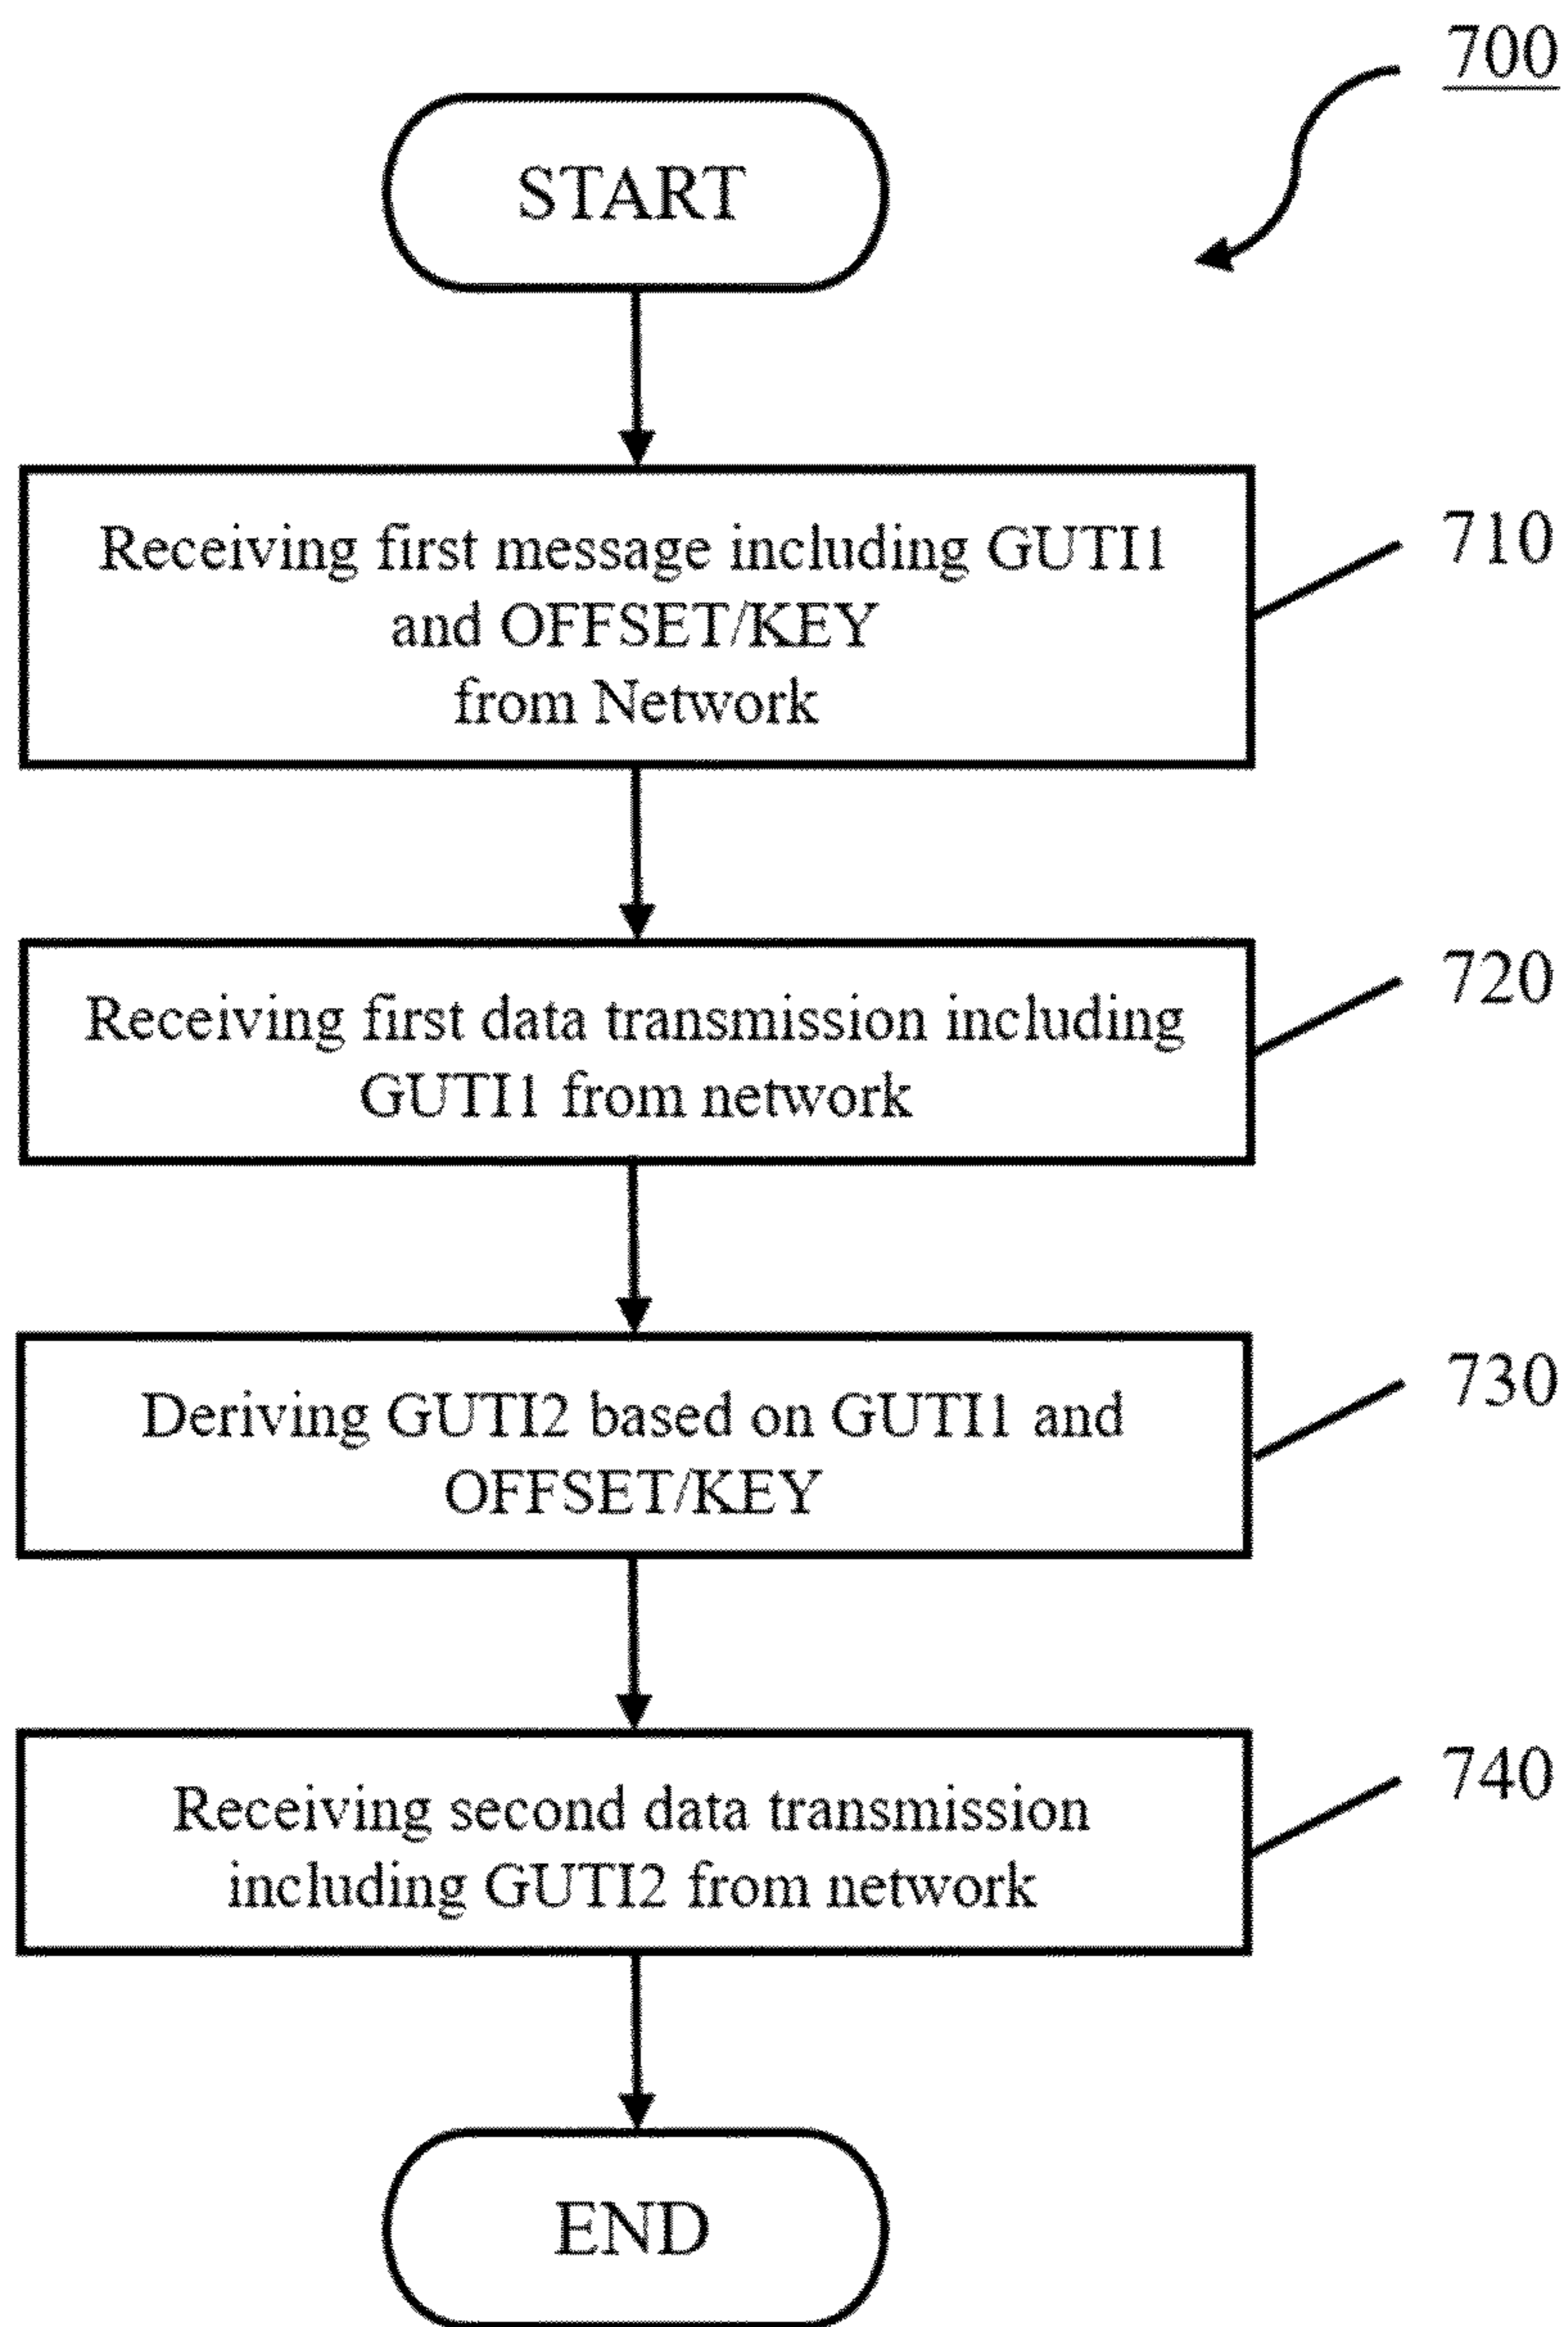 700
START
Receiving first message including GUTI1
and OFFSET/KEY
from Network
710
Receiving first data transmission including
GUTI1 from network
720
Deriving GUTI2 based on GUTI1 and
OFFSET/KEY
730
Receiving second data transmission
including GUTI2 from network
740
END